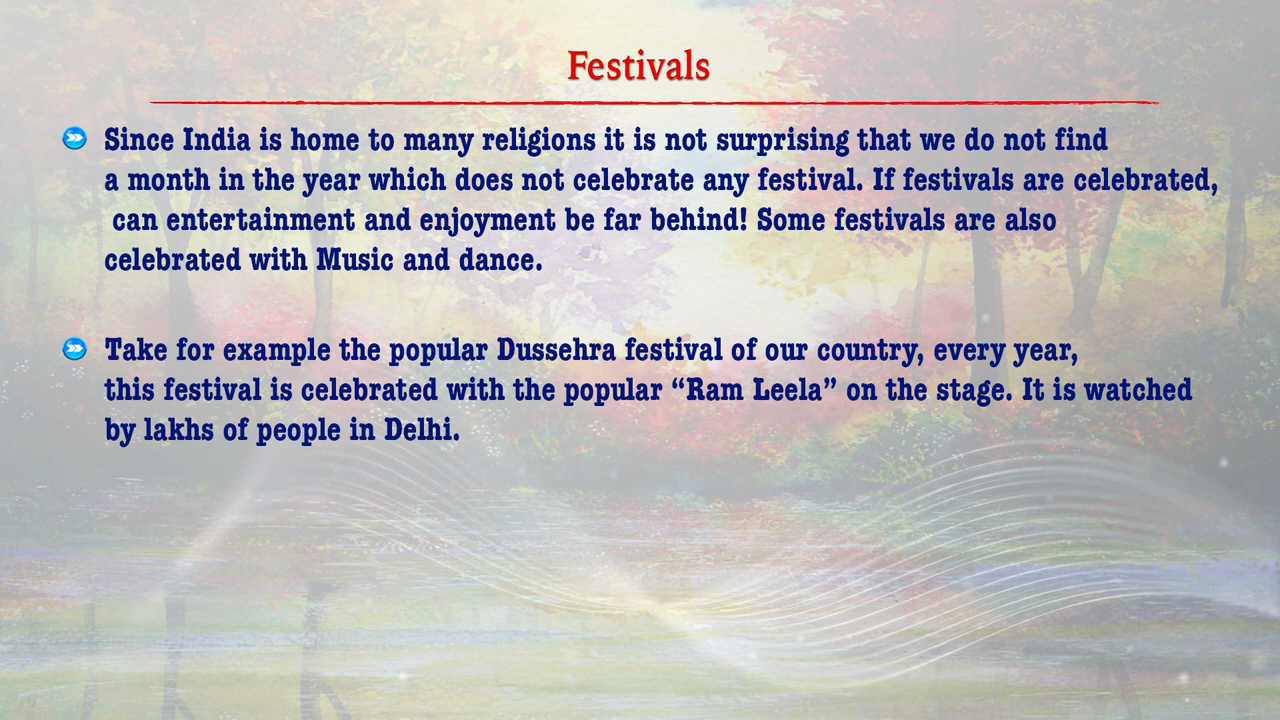 Festivals
Since India is home to many religions it is not surprising that we do not find
a month in the year which does not celebrate any festival. If festivals are celebrated,
can entertainment and enjoyment be far behind! Some festivals are also
celebrated with Music and dance.
Take for example the popular Dussehra festival of our country, every year,
this festival is celebrated with the popular “Ram Leela” on the stage. It is watched
by lakhs of people in Delhi.